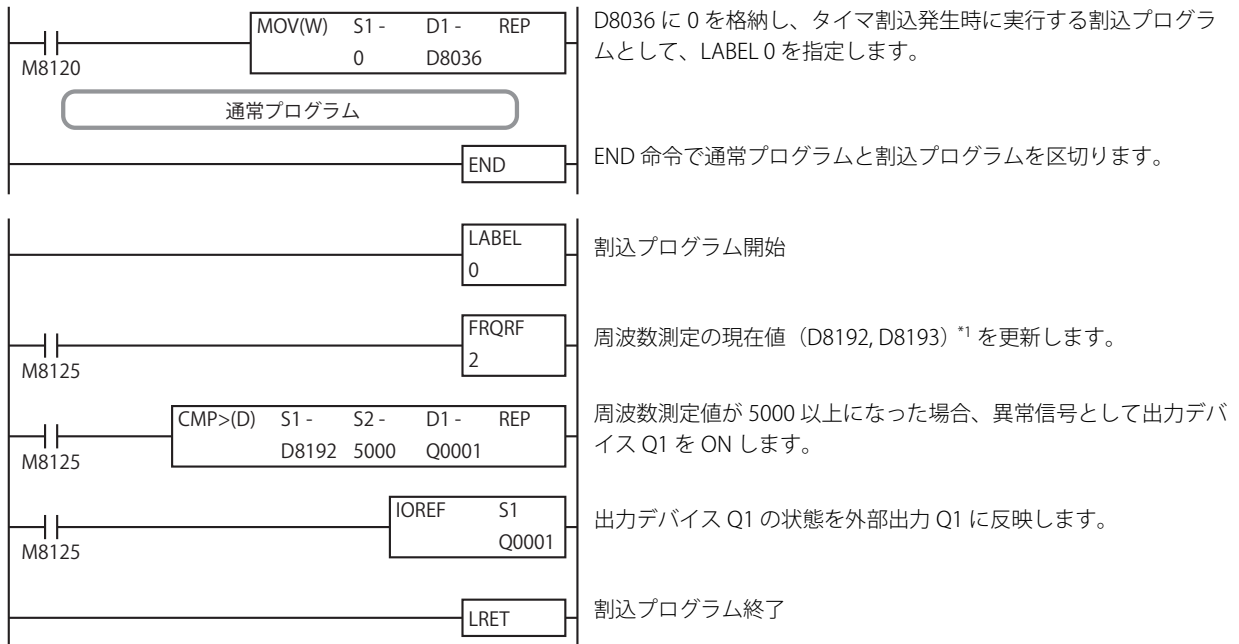 MOV(W) S1 - D1 - REP
0 D8036
M8120
D8036 に 0 を格納し、タイマ割込発生時に実行する割込プログラ
ムとして、LABEL 0 を指定します。
通常プログラム
END
END 命令で通常プログラムと割込プログラムを区切ります。
LABEL
0
割込プログラム開始
M8125
FRQRF
2
周波数測定の現在値（D8192, D8193）*1 を更新します。
M8125
CMP>(D) S1 - S2 - D1 - REP
D8192 5000 Q0001
周波数測定値が 5000 以上になった場合、異常信号として出力デバ
イス Q1 を ON します。
M8125
IOREF S1
Q0001
出力デバイス Q1 の状態を外部出力 Q1 に反映します。
LRET
割込プログラム終了